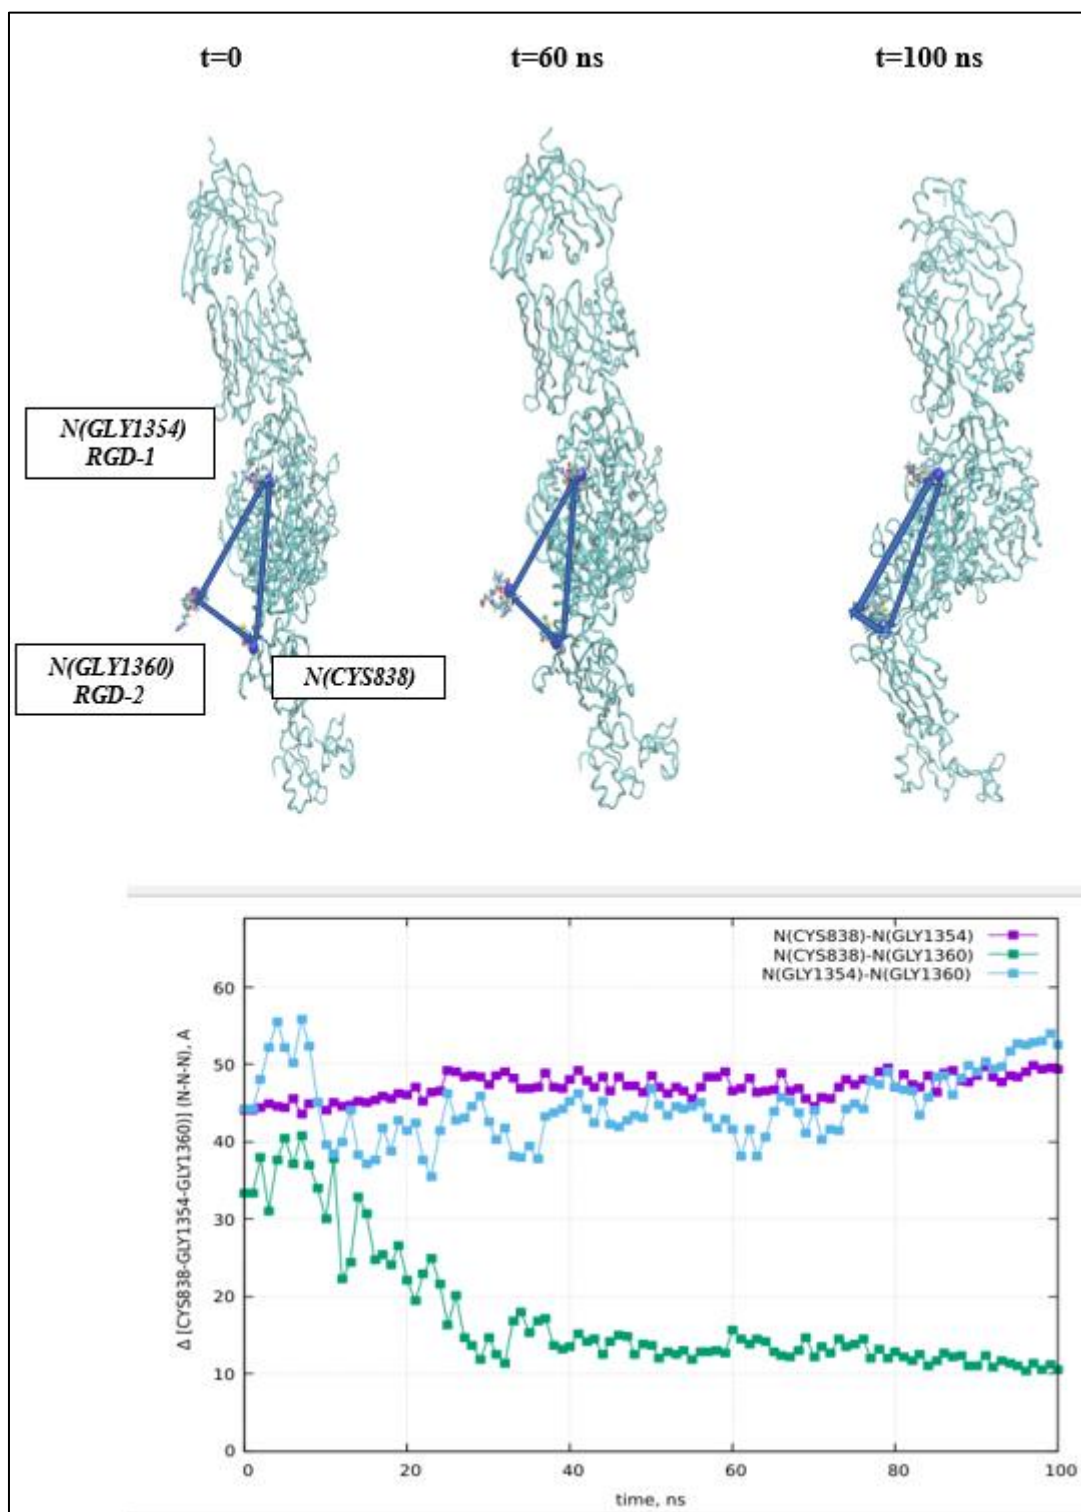 t=0
t=60 ns
t=100 ns
N(GLY1354)
RGD-1
N(GLY1360)
RGD-2
N(CYS838)
N(CYS838)-N(GLY1354)
N(CYS838)-N(GLY1360)
N(GLY1354)-N(GLY1360)
Δ [CYS838-GLY1354-GLY1360)] (N-N-N), A
60
50
40
30
20
10
0
0 20 40 60 80 100
time, ns